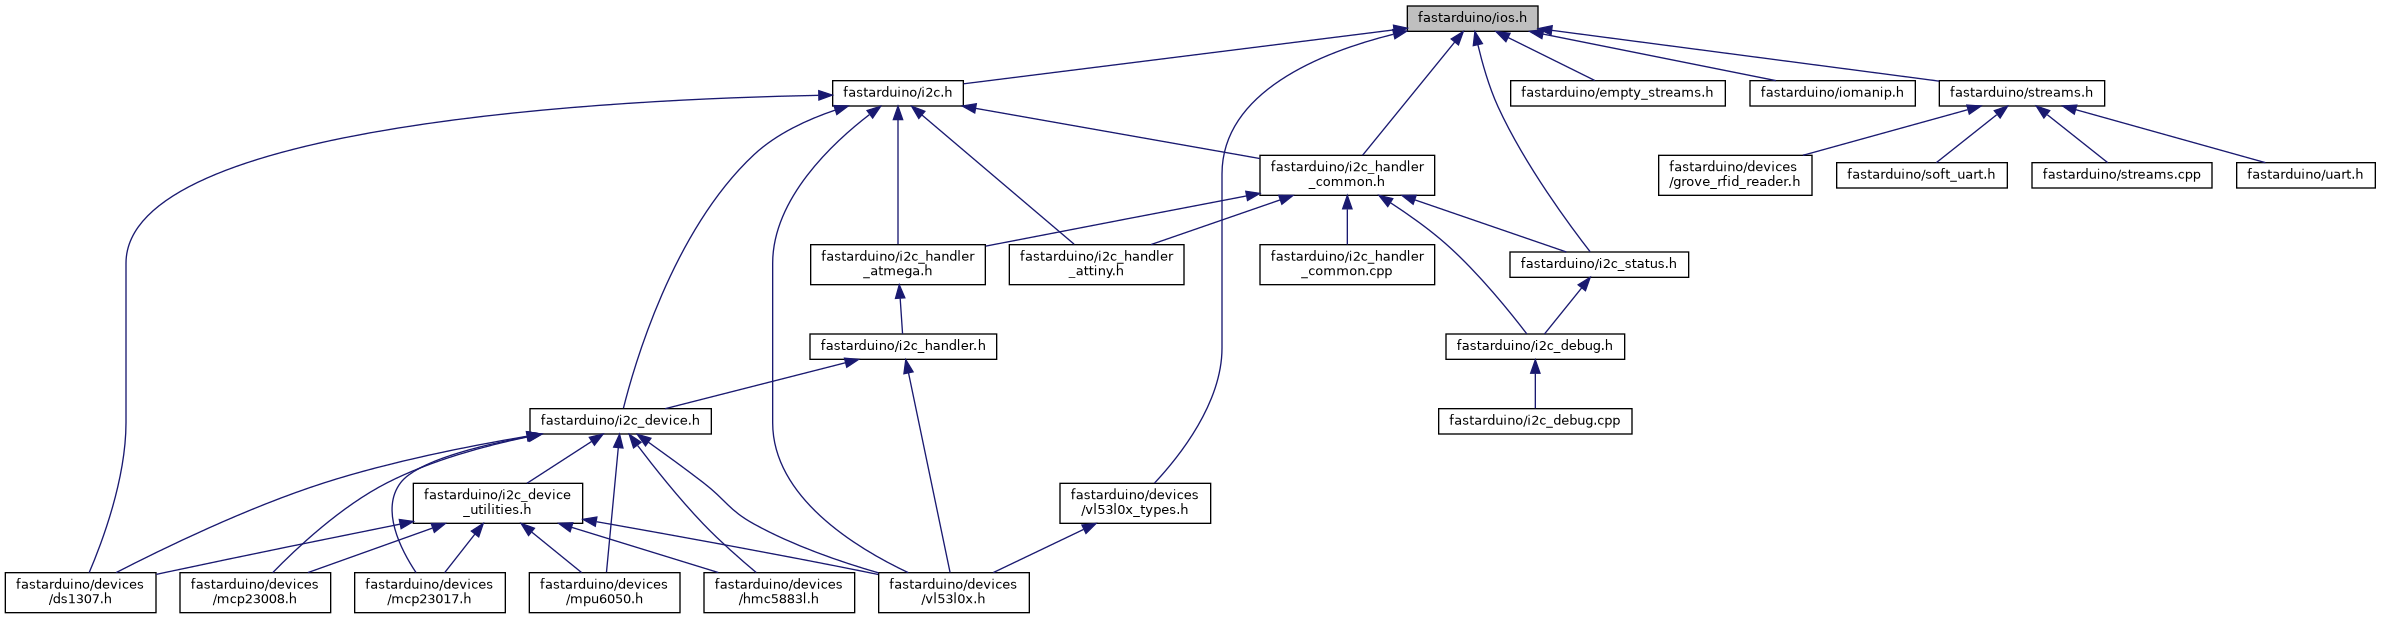 fastarduino/ios.h
fastarduino/i2c.h
fastarduino/empty_streams.h
fastarduino/iomanip.h
fastarduino/streams.h
fastarduino/i2c_handler
_common.h
fastarduino/devices
/grove_rfid_reader.h
fastarduino/soft_uart.h
fastarduino/streams.cpp
fastarduino/uart.h
fastarduino/i2c_handler
_atmega.h
fastarduino/i2c_handler
_attiny.h
fastarduino/i2c_handler
_common.cpp
fastarduino/i2c_status.h
fastarduino/i2c_handler.h
fastarduino/i2c_debug.h
fastarduino/i2c_device.h
fastarduino/i2c_debug.cpp
fastarduino/i2c_device
_utilities.h
fastarduino/devices
/vl53l0x_types.h
fastarduino/devices
/ds1307.h
fastarduino/devices
/mcp23008.h
fastarduino/devices
/mcp23017.h
fastarduino/devices
/mpu6050.h
fastarduino/devices
/hmc5883l.h
fastarduino/devices
/vl53l0x.h